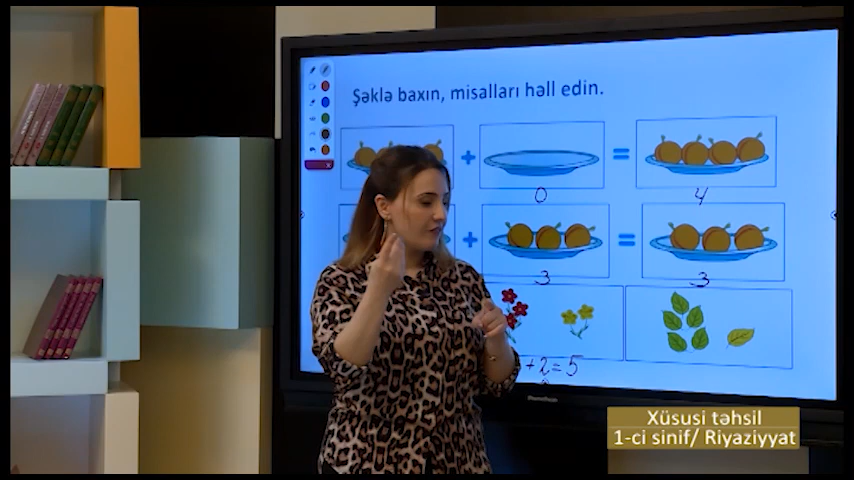 Şəklə baxın, misalları həll edin.
+ =
0 4
+ =
3 3
+ 2 = 5
Xüsusi təhsil
1-ci sinif/ Riyaziyyat